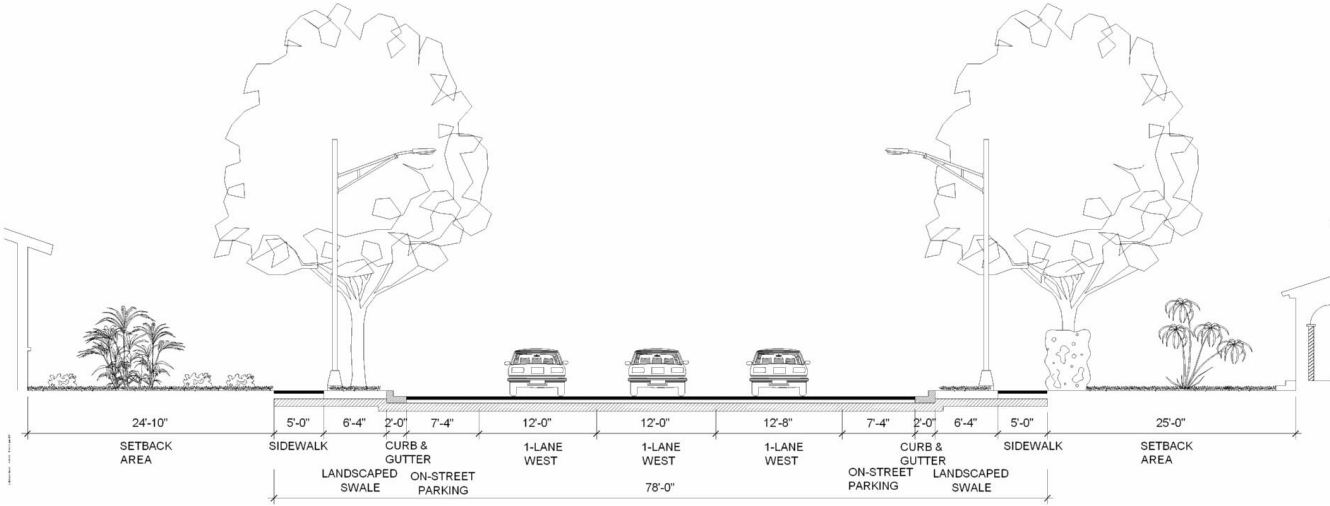 24'-10"
5'-0"
6'-4"
2'-0"
7'-4"
12'-0"
12'-0"
12'-8"
7'-4"
2'-0"
6'-4"
5'-0"
25'-0"
SETBACK
AREA
SIDEWALK
LANDSCAPED
SWALE
CURB &
GUTTER
ON-STREET
PARKING
1-LANE
WEST
1-LANE
WEST
1-LANE
WEST
ON-STREET
PARKING
CURB &
GUTTER
LANDSCAPED
SWALE
SIDEWALK
SETBACK
AREA
78'-0"